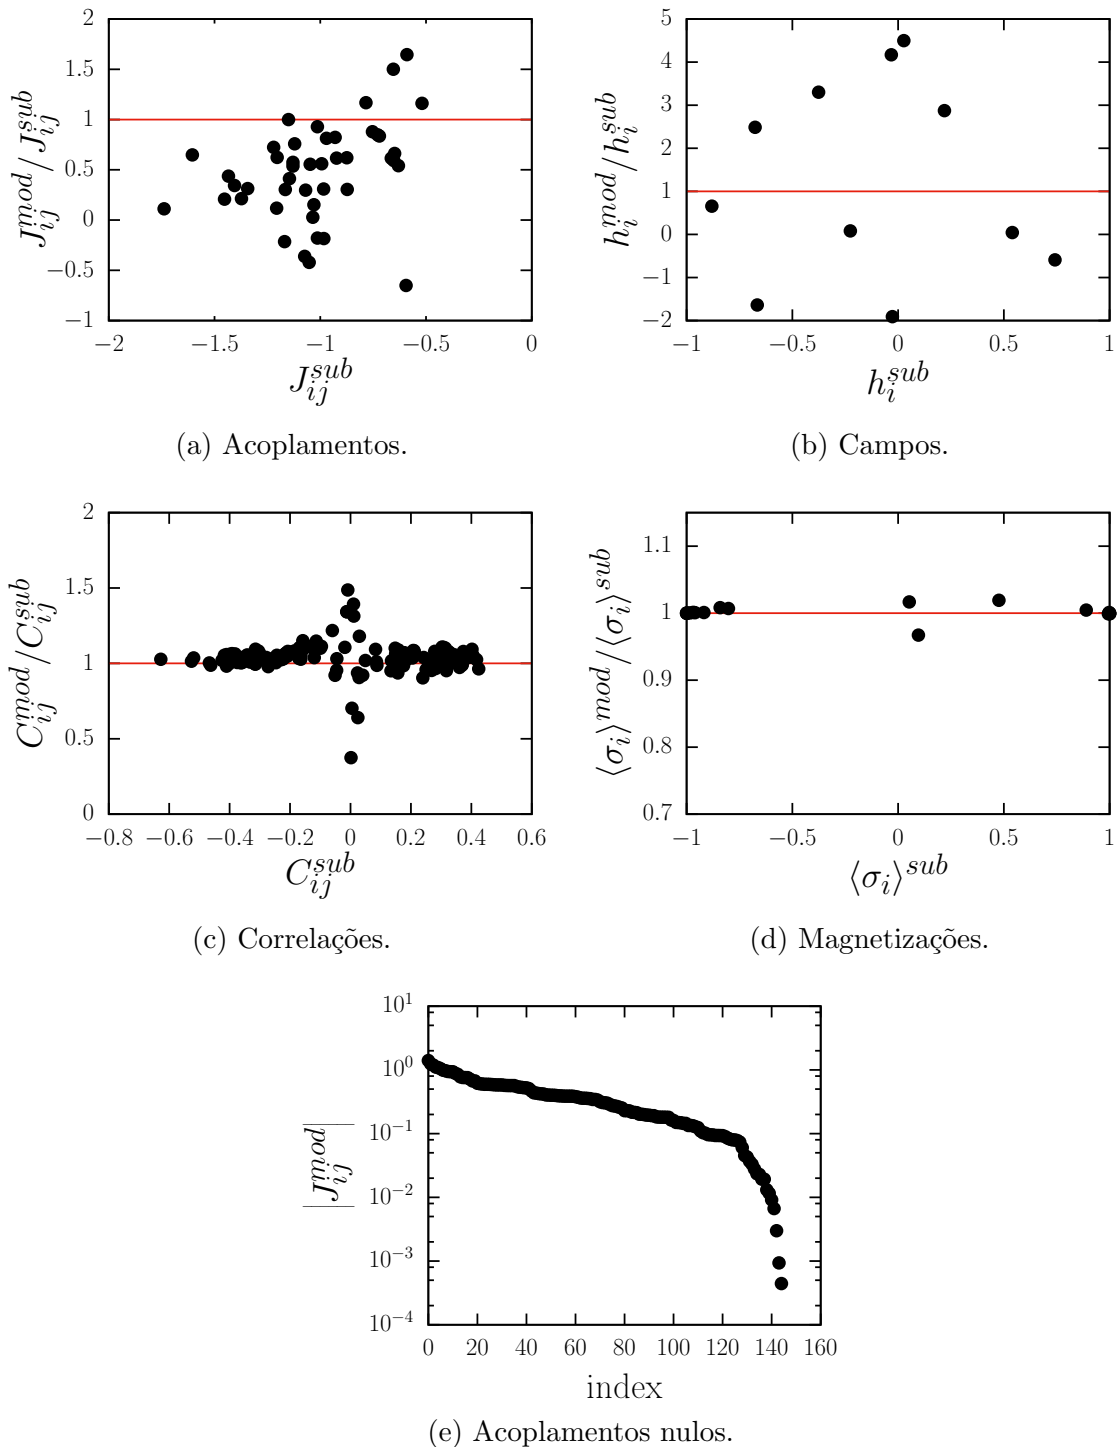 2
1.5
1
0.5
0
−0.5
−1
−2 −1.5 −1 −0.5 0
J_{ij}^{mod}/J_{ij}^{sub}
J_{ij}^{sub}
(a) Acoplamentos.
5
4
3
2
1
0
−1
−2
−1 −0.5 0 0.5 1
h_i^{mod}/h_i^{sub}
h_i^{sub}
(b) Campos.
2
1.5
1
0.5
0
−0.8 −0.6 −0.4 −0.2 0 0.2 0.4 0.6
C_{ij}^{mod}/C_{ij}^{sub}
C_{ij}^{sub}
(c) Correlações.
1.1
1
0.9
0.8
0.7
−1 −0.5 0 0.5 1
⟨σ_i⟩^{mod}/⟨σ_i⟩^{sub}
⟨σ_i⟩^{sub}
(d) Magnetizações.
10^1
10^0
10^{−1}
10^{−2}
10^{−3}
10^{−4}
0 20 40 60 80 100 120 140 160
|J_{ij}^{mod}|
index
(e) Acoplamentos nulos.